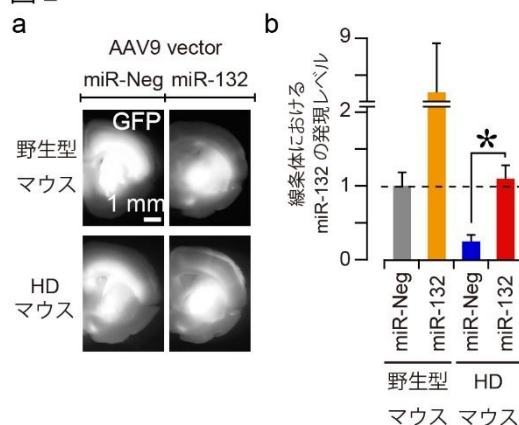 a
AAV9 vector
miR-Neg miR-132
野生型
マウス
GFP
1 mm
HD
マウス
b
線条体における
miR-132 の発現レベル
9
2
1
0
*
miR-Neg
miR-132
miR-Neg
miR-132
野生型
マウス
HD
マウス